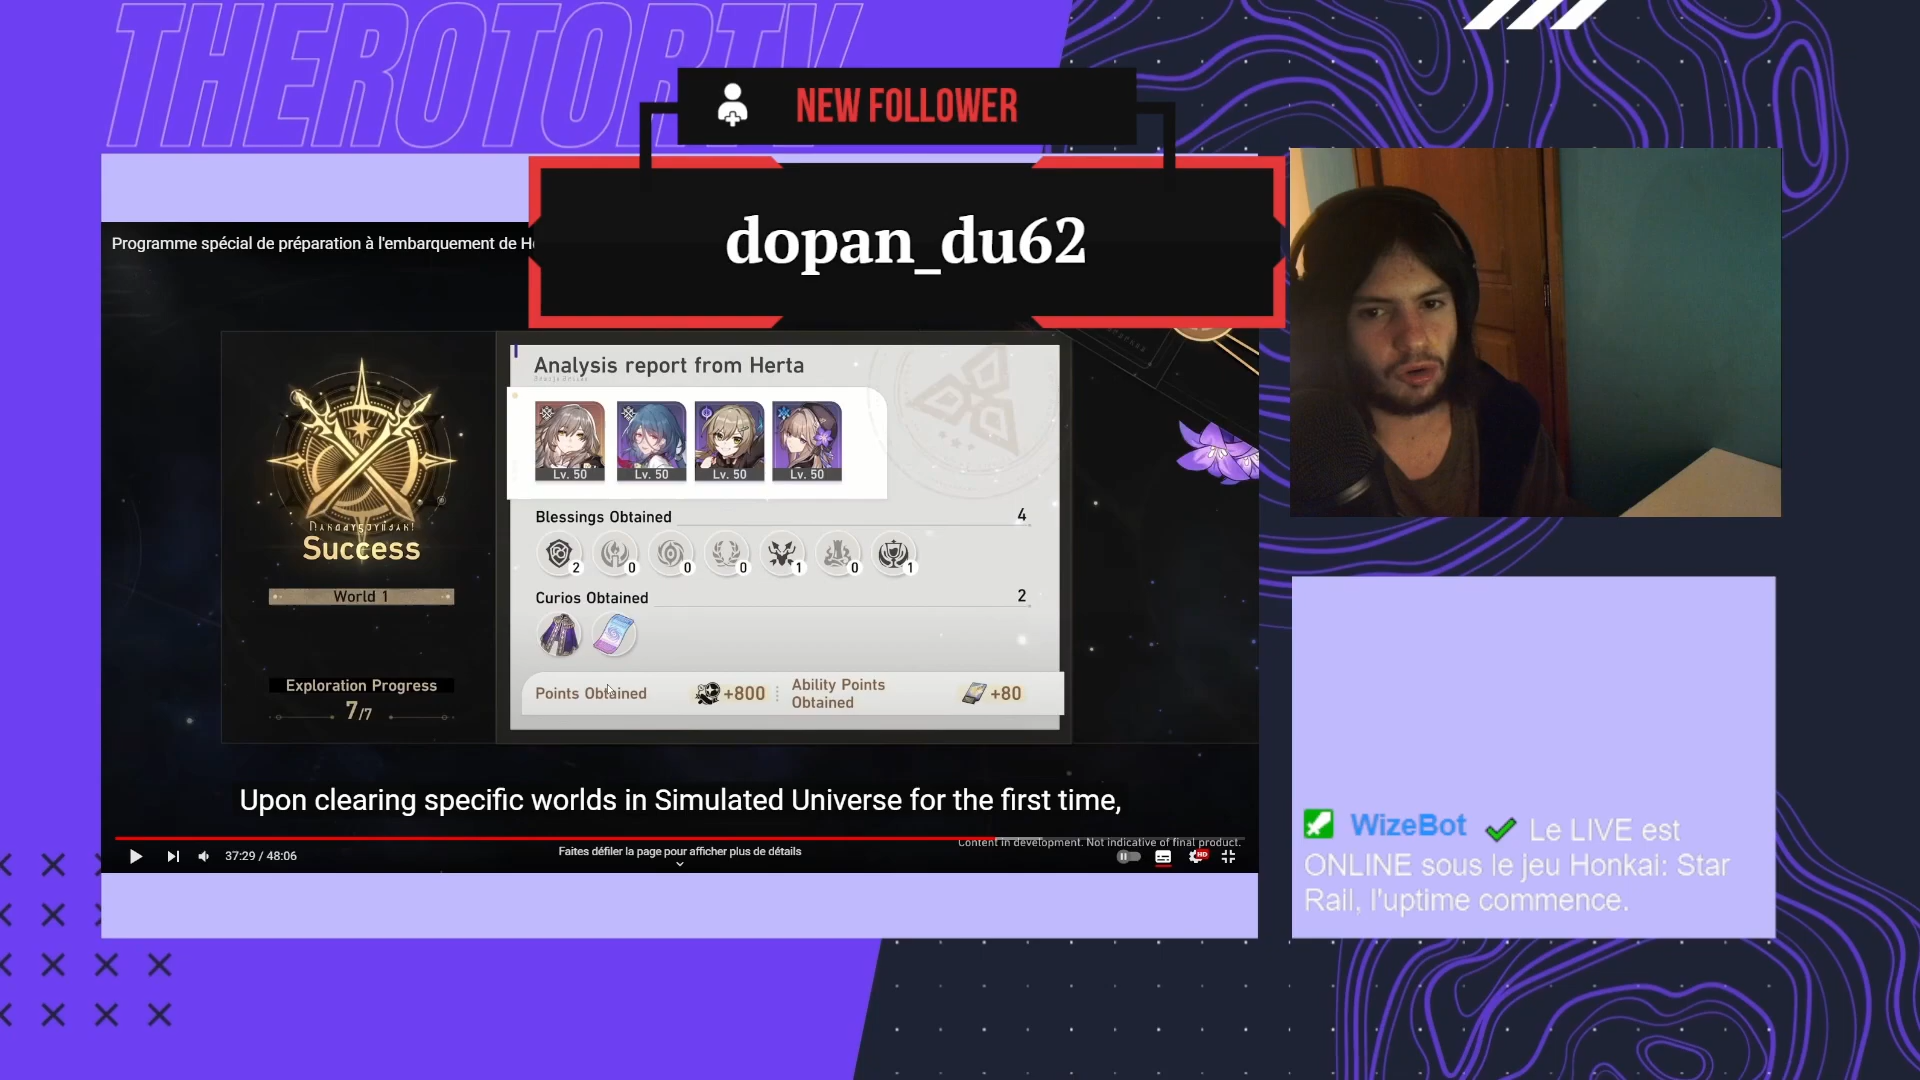 THEROTORTV
NEW FOLLOWER
dopan_du62
Programme spécial de préparation à l'embarquement de H
Analysis report from Herta
Lv. 50
Lv. 50
Lv. 50
Lv. 50
Blessings Obtained 4
2 0 0 0 1 0 1
Success
World 1
Curios Obtained 2
Exploration Progress
7/7
Points Obtained +800 Ability Points Obtained +80
Upon clearing specific worlds in Simulated Universe for the first time,
Content in development. Not indicative of final product.
37:29 / 48:06
Faites défiler la page pour afficher plus de détails
HD
WizeBot Le LIVE est
ONLINE sous le jeu Honkai: Star
Rail, l'uptime commence.